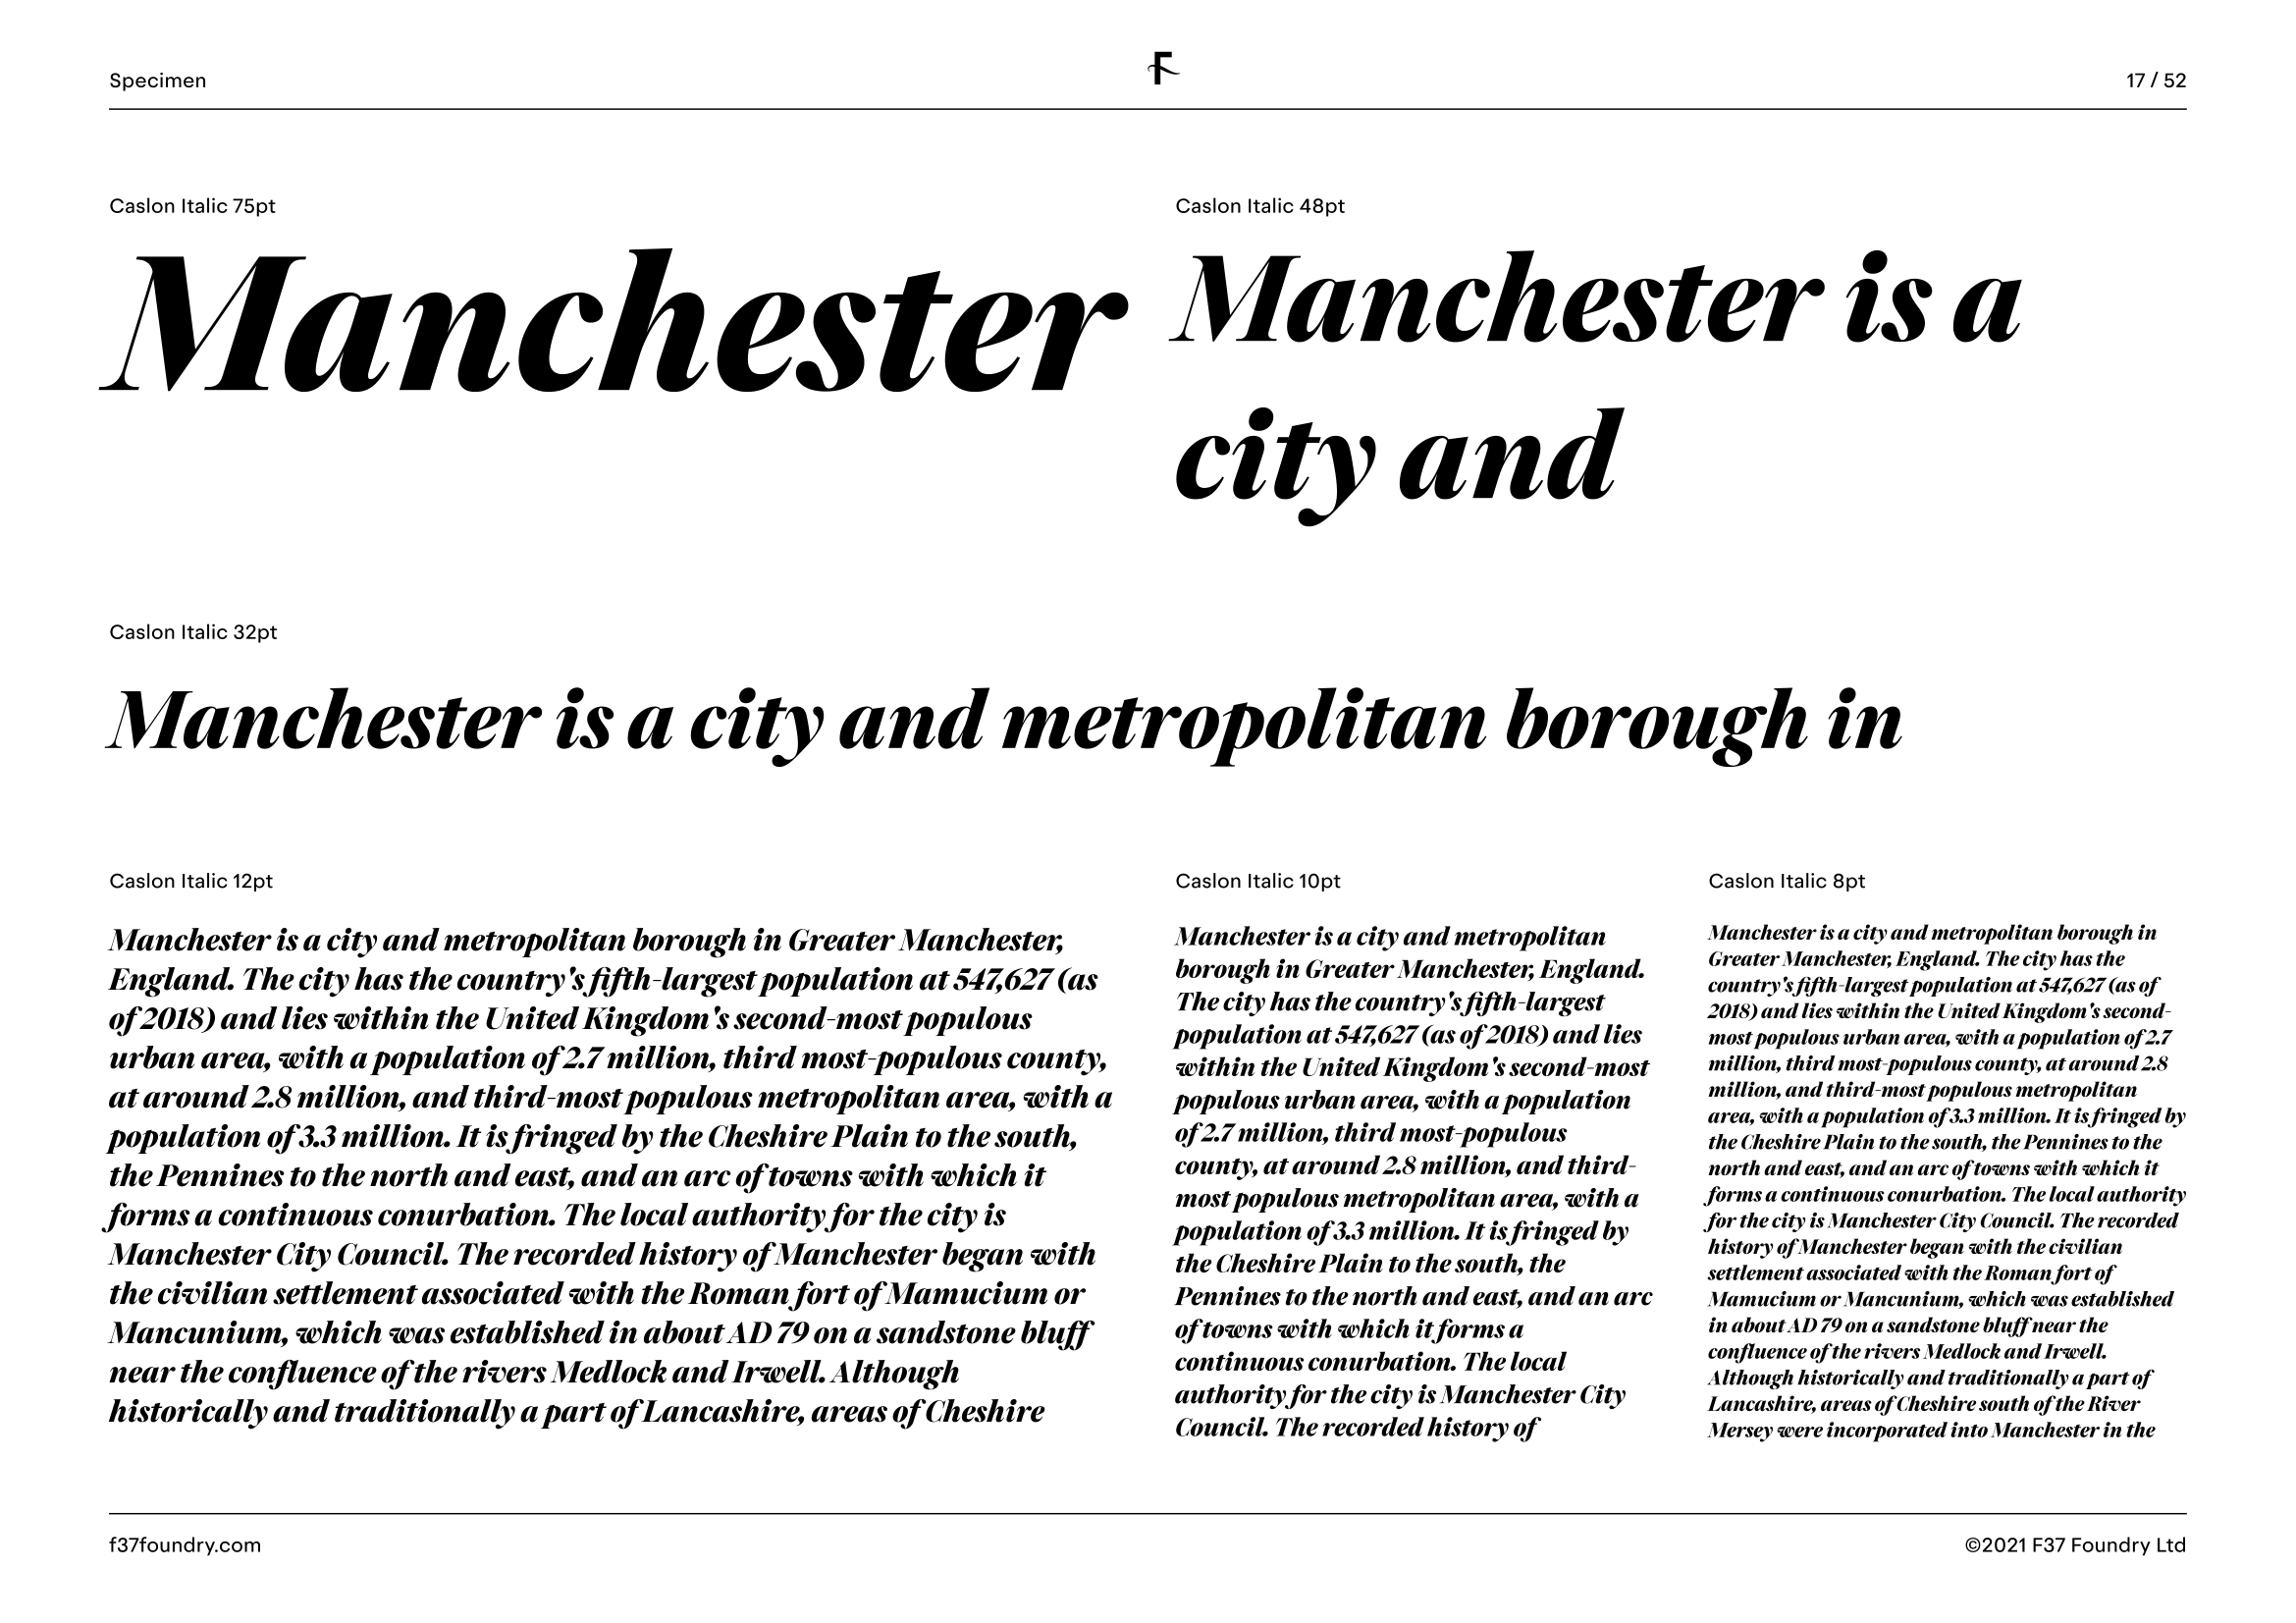 Specimen
F
17 / 52
Caslon Italic 75pt
Manchester
Caslon Italic 48pt
Manchester is a
city and
Caslon Italic 32pt
Manchester is a city and metropolitan borough in
Caslon Italic 12pt
Manchester is a city and metropolitan borough in Greater Manchester,
England. The city has the country's fifth-largest population at 547,627 (as
of 2018) and lies within the United Kingdom's second-most populous
urban area, with a population of 2.7 million, third most-populous county,
at around 2.8 million, and third-most populous metropolitan area, with a
population of 3.3 million. It is fringed by the Cheshire Plain to the south,
the Pennines to the north and east, and an arc of towns with which it
forms a continuous conurbation. The local authority for the city is
Manchester City Council. The recorded history of Manchester began with
the civilian settlement associated with the Roman fort of Mamucium or
Mancunium, which was established in about AD 79 on a sandstone bluff
near the confluence of the rivers Medlock and Irwell. Although
historically and traditionally a part of Lancashire, areas of Cheshire
Caslon Italic 10pt
Manchester is a city and metropolitan
borough in Greater Manchester, England.
The city has the country's fifth-largest
population at 547,627 (as of 2018) and lies
within the United Kingdom's second-most
populous urban area, with a population
of 2.7 million, third most-populous
county, at around 2.8 million, and third-
most populous metropolitan area, with a
population of 3.3 million. It is fringed by
the Cheshire Plain to the south, the
Pennines to the north and east, and an arc
of towns with which it forms a
continuous conurbation. The local
authority for the city is Manchester City
Council. The recorded history of
Caslon Italic 8pt
Manchester is a city and metropolitan borough in
Greater Manchester, England. The city has the
country's fifth-largest population at 547,627 (as of
2018) and lies within the United Kingdom's second-
most populous urban area, with a population of 2.7
million, third most-populous county, at around 2.8
million, and third-most populous metropolitan
area, with a population of 3.3 million. It is fringed by
the Cheshire Plain to the south, the Pennines to the
north and east, and an arc of towns with which it
forms a continuous conurbation. The local authority
for the city is Manchester City Council. The recorded
history of Manchester began with the civilian
settlement associated with the Roman fort of
Mamucium or Mancunium, which was established
in about AD 79 on a sandstone bluff near the
confluence of the rivers Medlock and Irwell.
Although historically and traditionally a part of
Lancashire, areas of Cheshire south of the River
Mersey were incorporated into Manchester in the
f37foundry.com
©2021 F37 Foundry Ltd